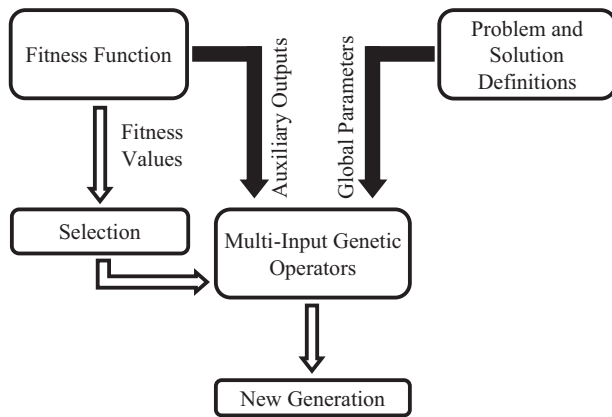 Fitness Function
Problem and
Solution
Definitions
Fitness
Values
Auxiliary Outputs
Global Parameters
Selection
Multi-Input Genetic
Operators
New Generation